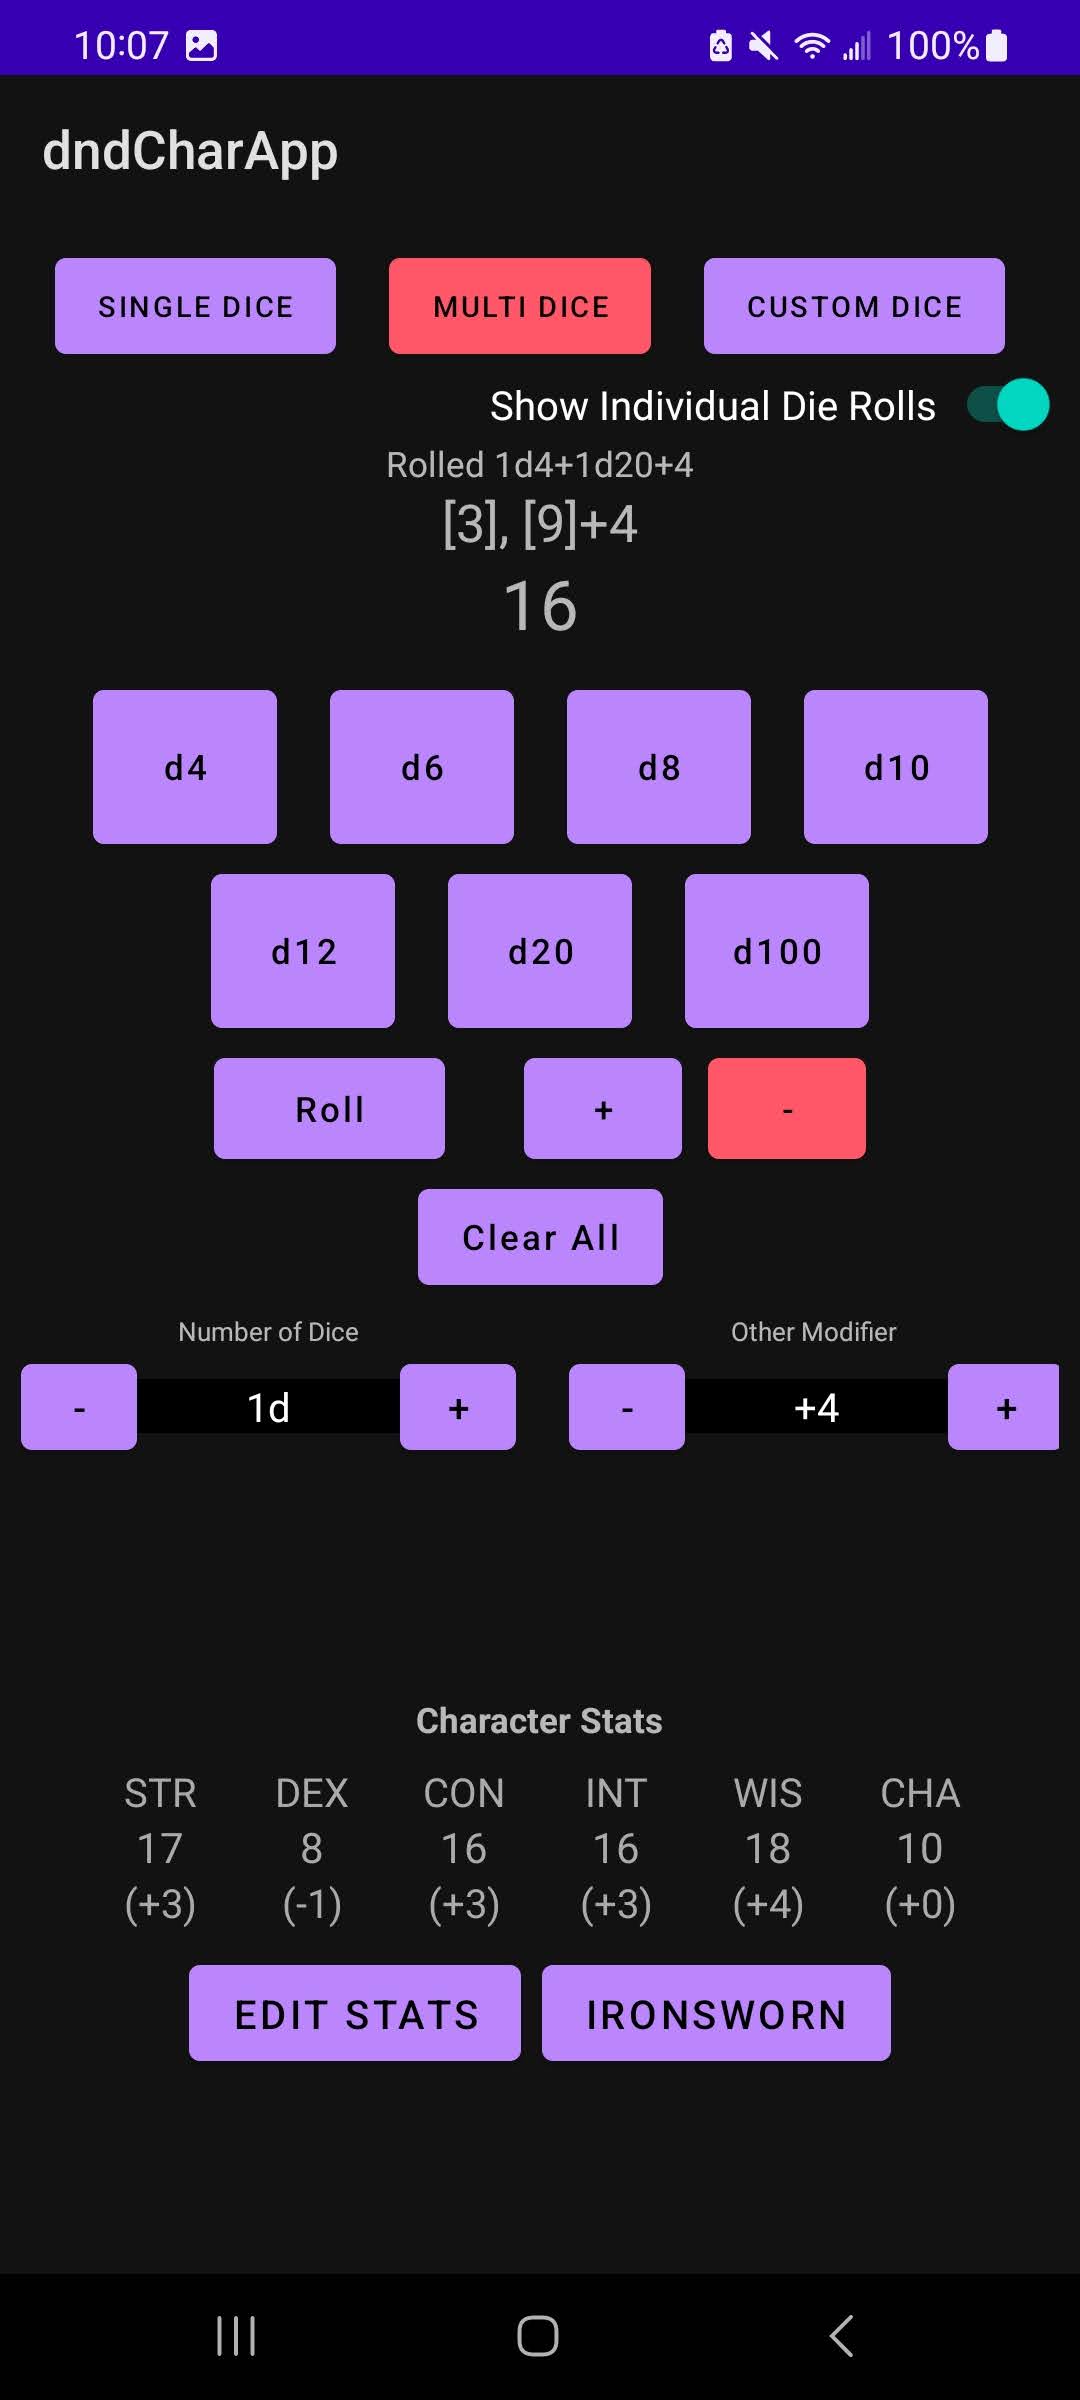 10:07 100%
dndCharApp
SINGLE DICE MULTI DICE CUSTOM DICE
Show Individual Die Rolls
Rolled 1d4+1d20+4
[3], [9]+4
16
d4 d6 d8 d10
d12 d20 d100
Roll + -
Clear All
Number of Dice Other Modifier
- 1d + - +4 +
Character Stats
STR DEX CON INT WIS CHA
17 8 16 16 18 10
(+3) (-1) (+3) (+3) (+4) (+0)
EDIT STATS IRONSWORN